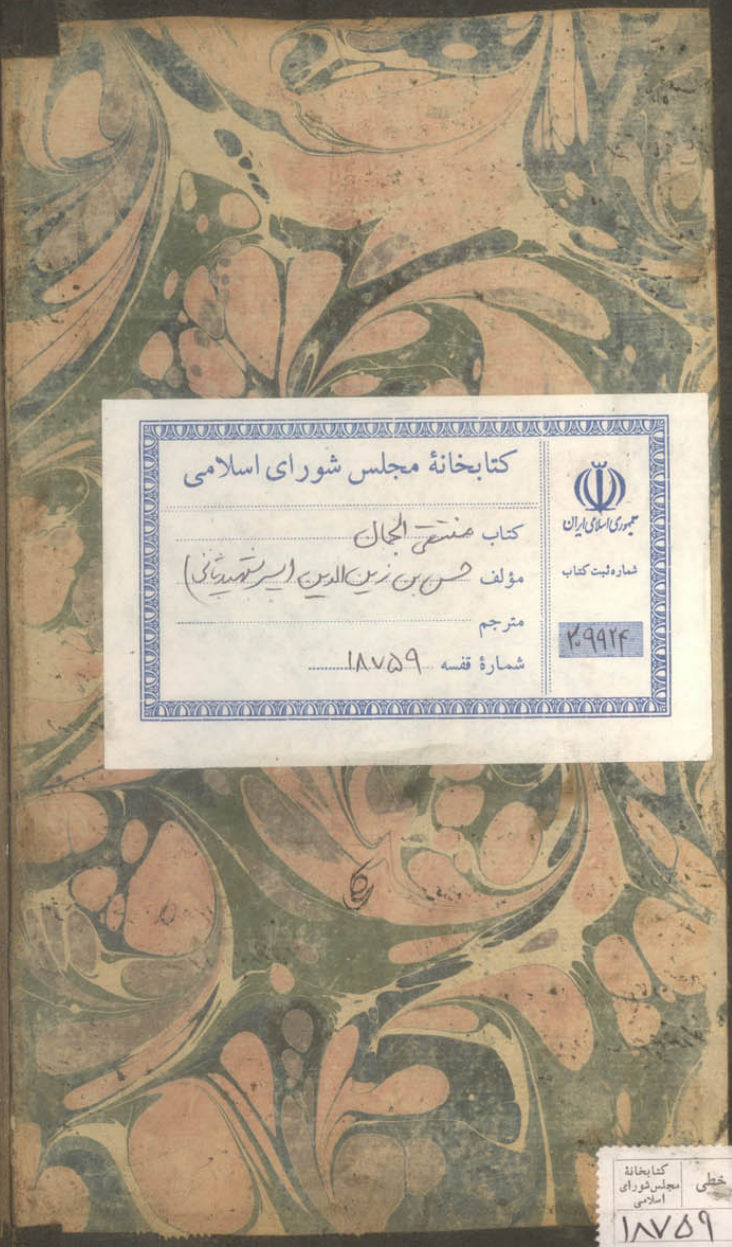 کتابخانهٔ مجلس شورای اسلامی
کتاب منتقی الجمان
مؤلف حسن بن زین الدین (پسر شهید ثانی)
مترجم
شمارهٔ قفسه ۱۸۷۵۹
جمهوری اسلامی ایران
شماره ثبت کتاب
۲۰۹۹۲۴
خطی
کتابخانهٔ
مجلس شورای
اسلامی
۱۸۷۵۹